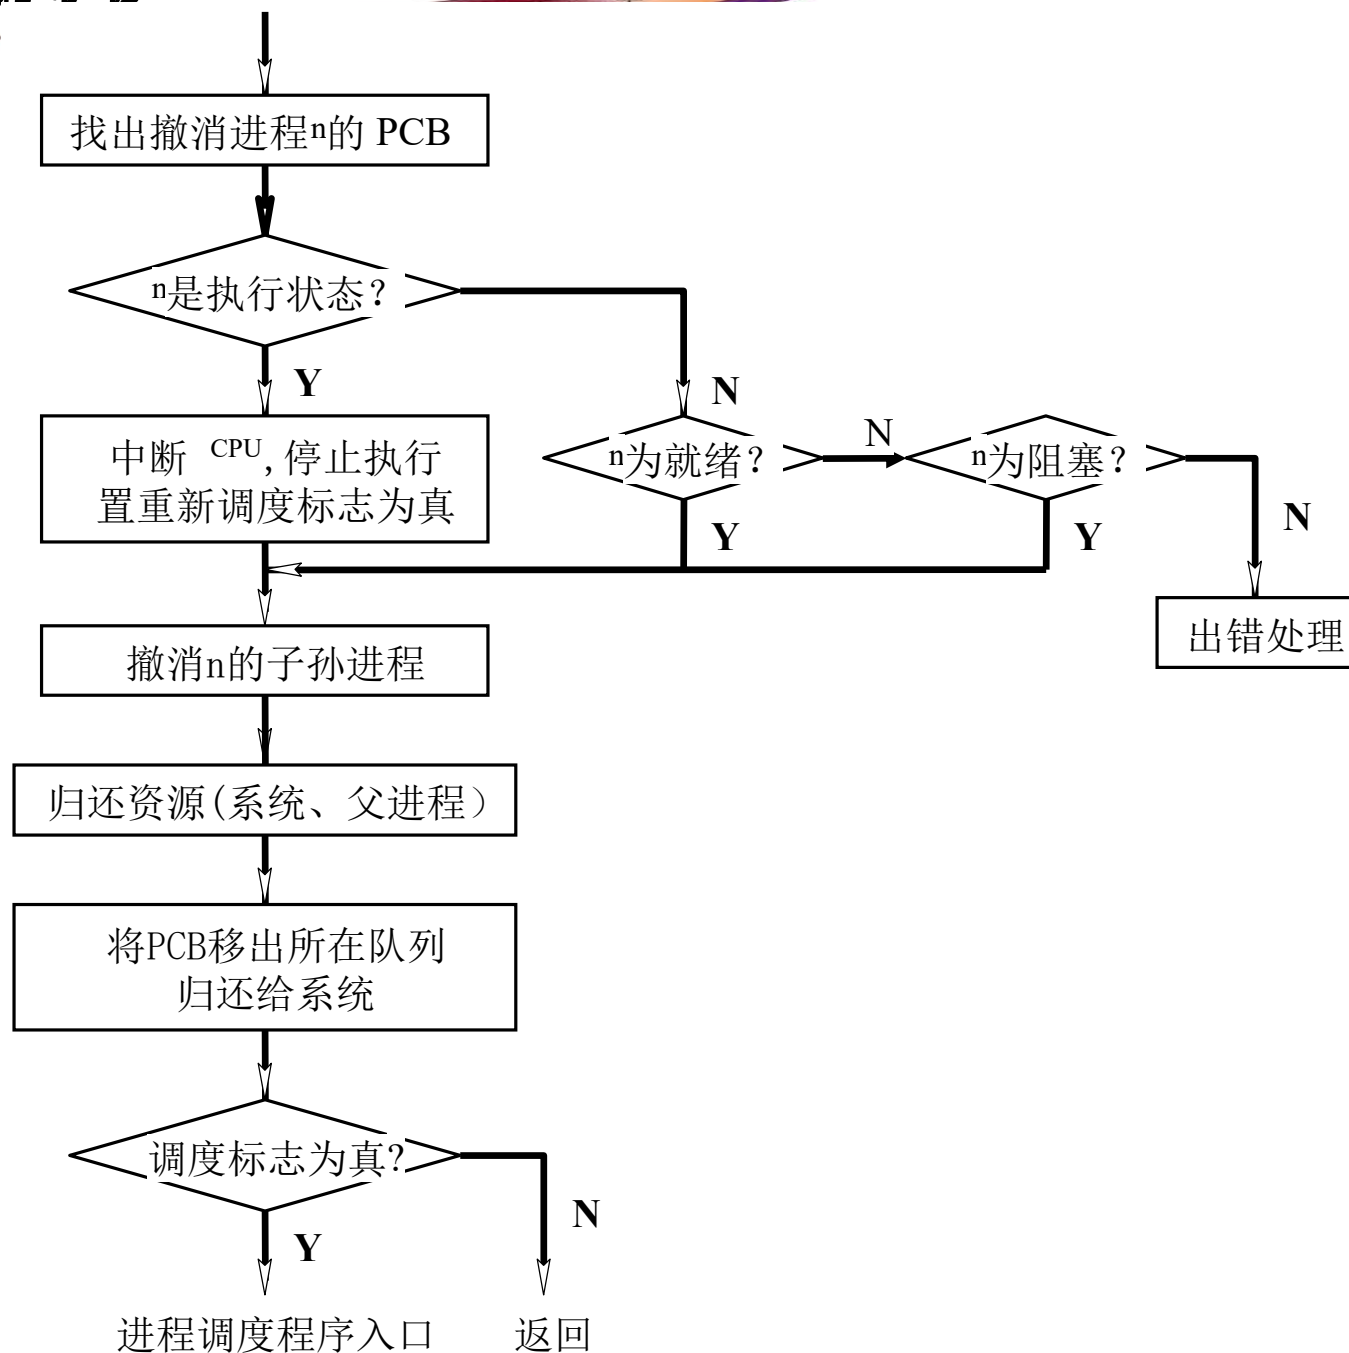 找出撤消进程n的 PCB
n是执行状态?
Y
N
中断 CPU,停止执行
置重新调度标志为真
n为就绪?
N
n为阻塞?
Y
Y
N
出错处理
撤消n的子孙进程
归还资源(系统、父进程)
将PCB移出所在队列
归还给系统
调度标志为真?
Y
N
进程调度程序入口
返回